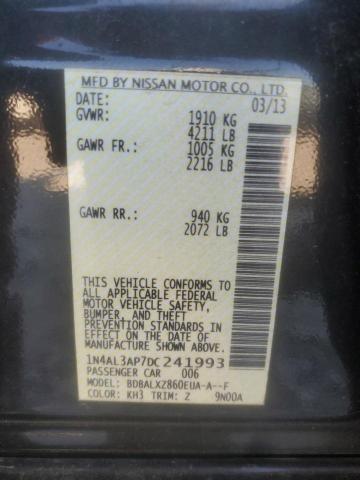 MFD BY NISSAN MOTOR CO., LTD.
DATE: 03/13
GVWR: 1910 KG
4211 LB
GAWR FR: 1005 KG
2216 LB
GAWR RR: 940 KG
2072 LB
THIS VEHICLE CONFORMS TO
ALL APPLICABLE FEDERAL
MOTOR VEHICLE SAFETY,
BUMPER, AND THEFT
PREVENTION STANDARDS IN
EFFECT ON THE DATE OF
MANUFACTURE SHOWN ABOVE.
1N4AL3AP7DC241993
PASSENGER CAR 006
MODEL: BDBALXZ860EUA-A--F
COLOR: KH3 TRIM: Z 9N00A